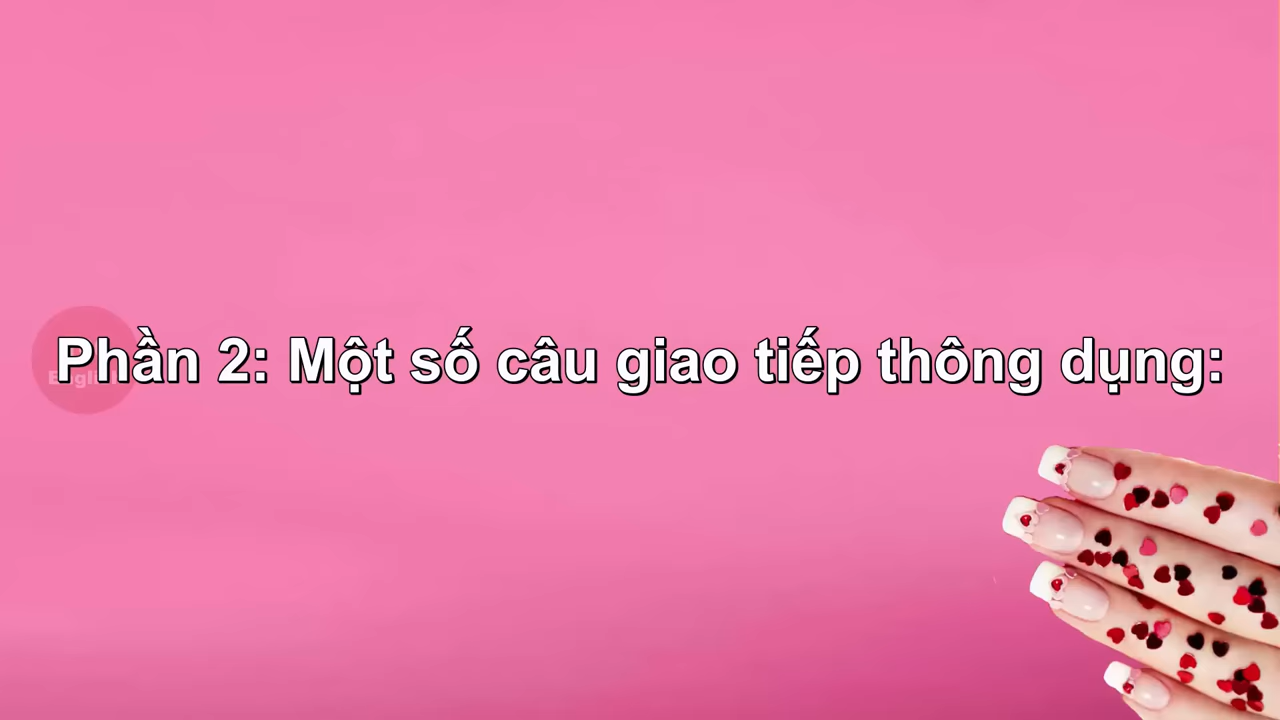 Phần 2: Một số câu giao tiếp thông dụng: